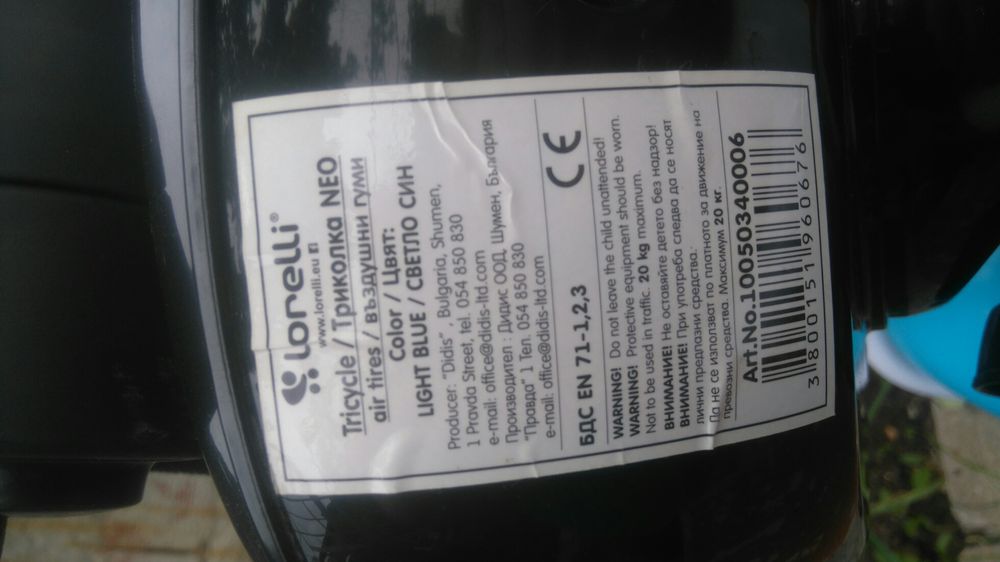 lorelli®
www.lorelli.eu
Tricycle / Триколка NEO
air tires / въздушни гуми
Color / Цвят:
LIGHT BLUE / СВЕТЛО СИН
Producer: "Didis" , Bulgaria, Shumen,
1 Pravda Street, tel. 054 850 830
e-mail: office@didis-ltd.com
Производител : Дидис ООД, Шумен, България
"Правда" 1 Тел. 054 850 830
e-mail: office@didis-ltd.com
БДС EN 71-1,2,3 CE
WARNING! Do not leave the child unattended!
WARNING! Protective equipment should be worn.
Not to be used in traffic. 20 kg maximum.
ВНИМАНИЕ! Не оставяйте детето без надзор!
ВНИМАНИЕ! При употреба следва да се носят
лични предпазни средства.
Да не се използват по платното за движение на
превозни средства. Максимум 20 кг.
Art.No.10050340006
3 800151 960676